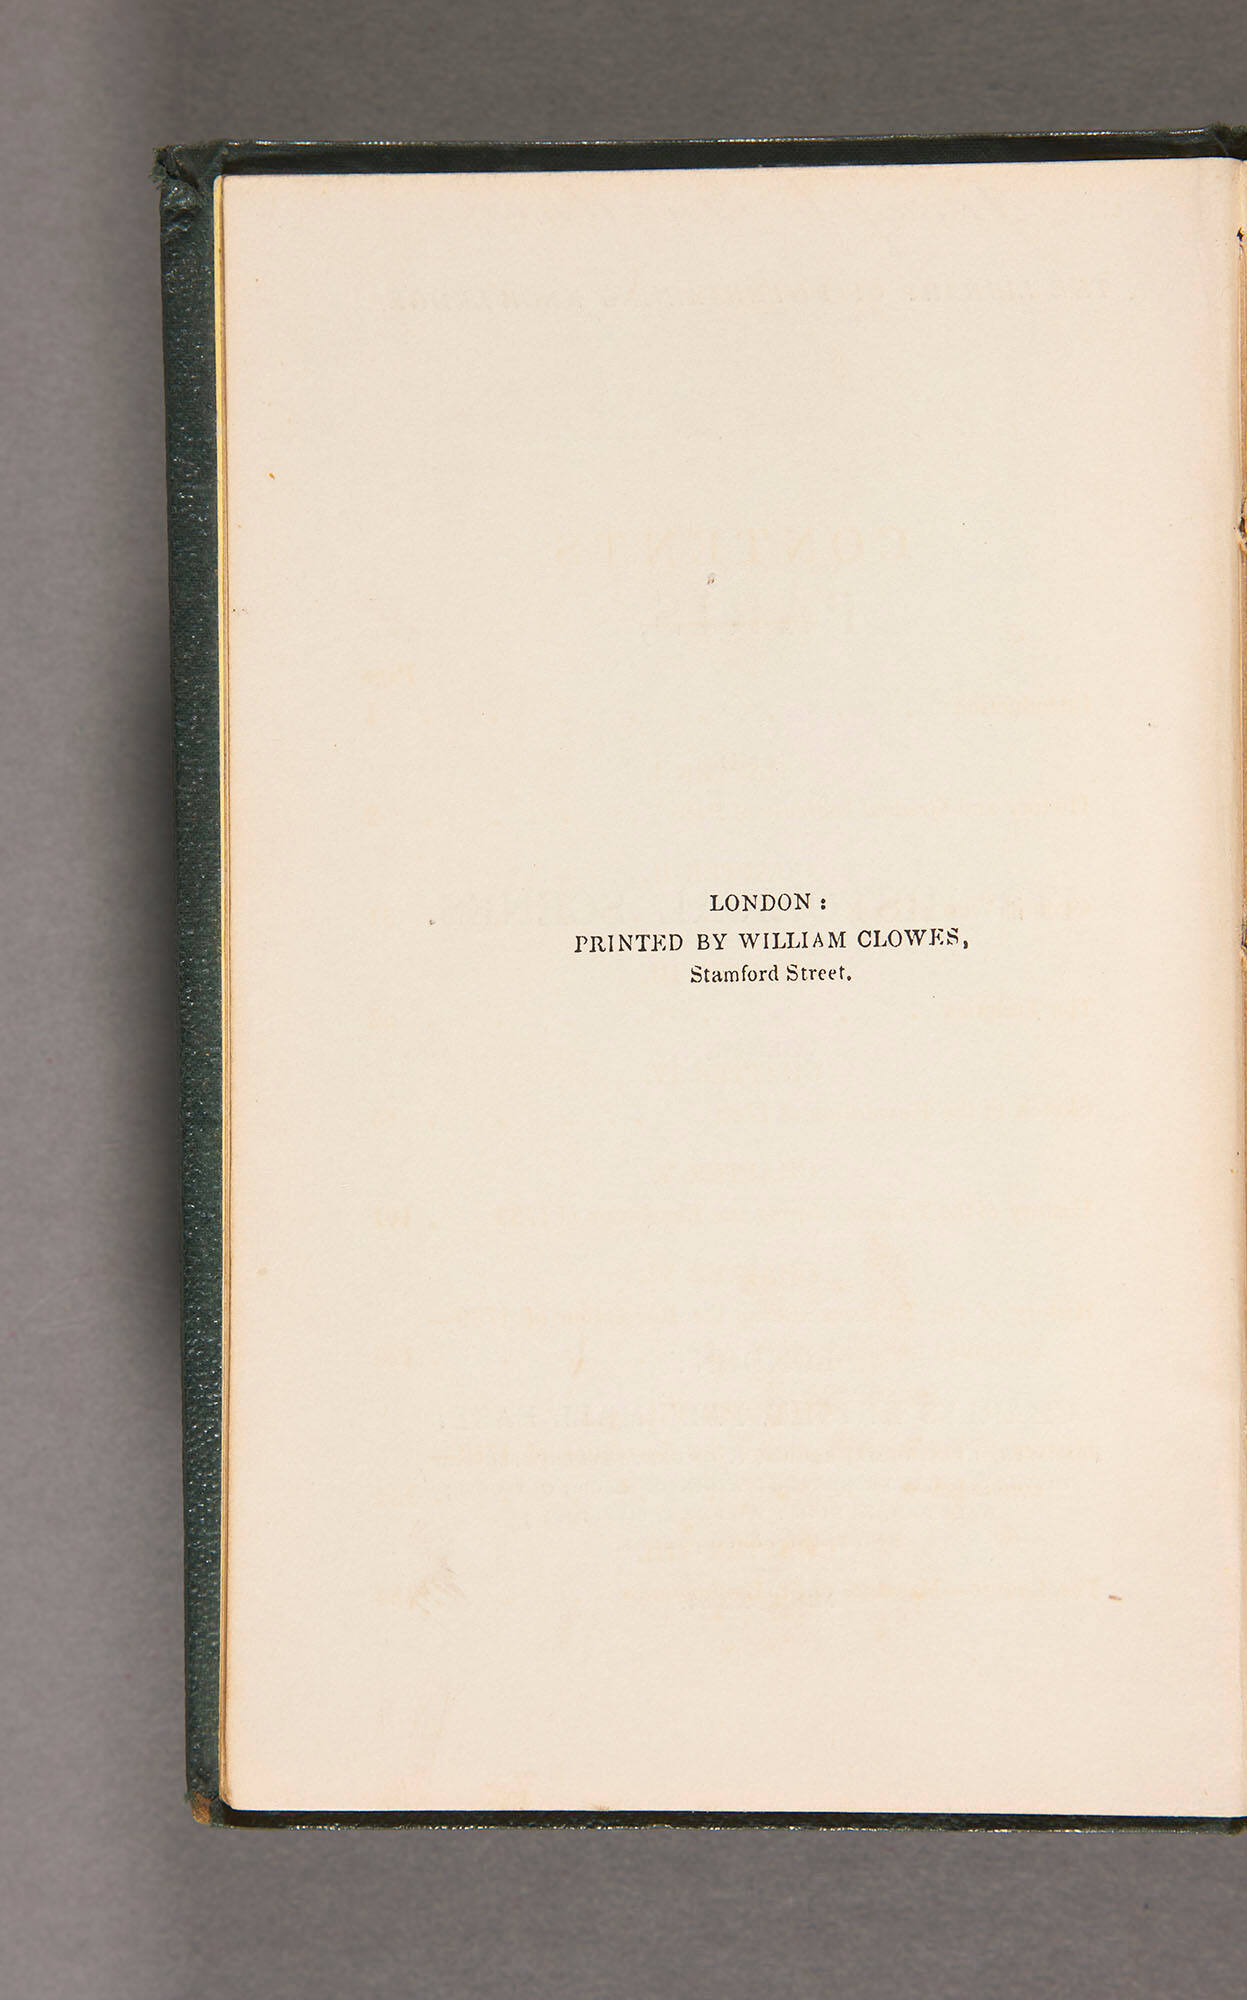 LONDON :
PRINTED BY WILLIAM CLOWES,
Stamford Street.